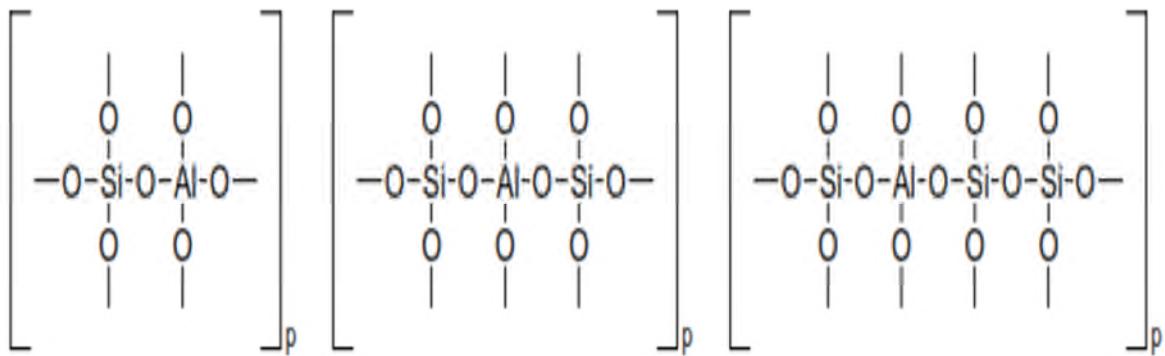 O O O O O O O O O
—O-Si-O-Al-O— —O-Si-O-Al-O-Si-O— —O-Si-O-Al-O-Si-O-Si-O—
O O O O O O O O O
p p p